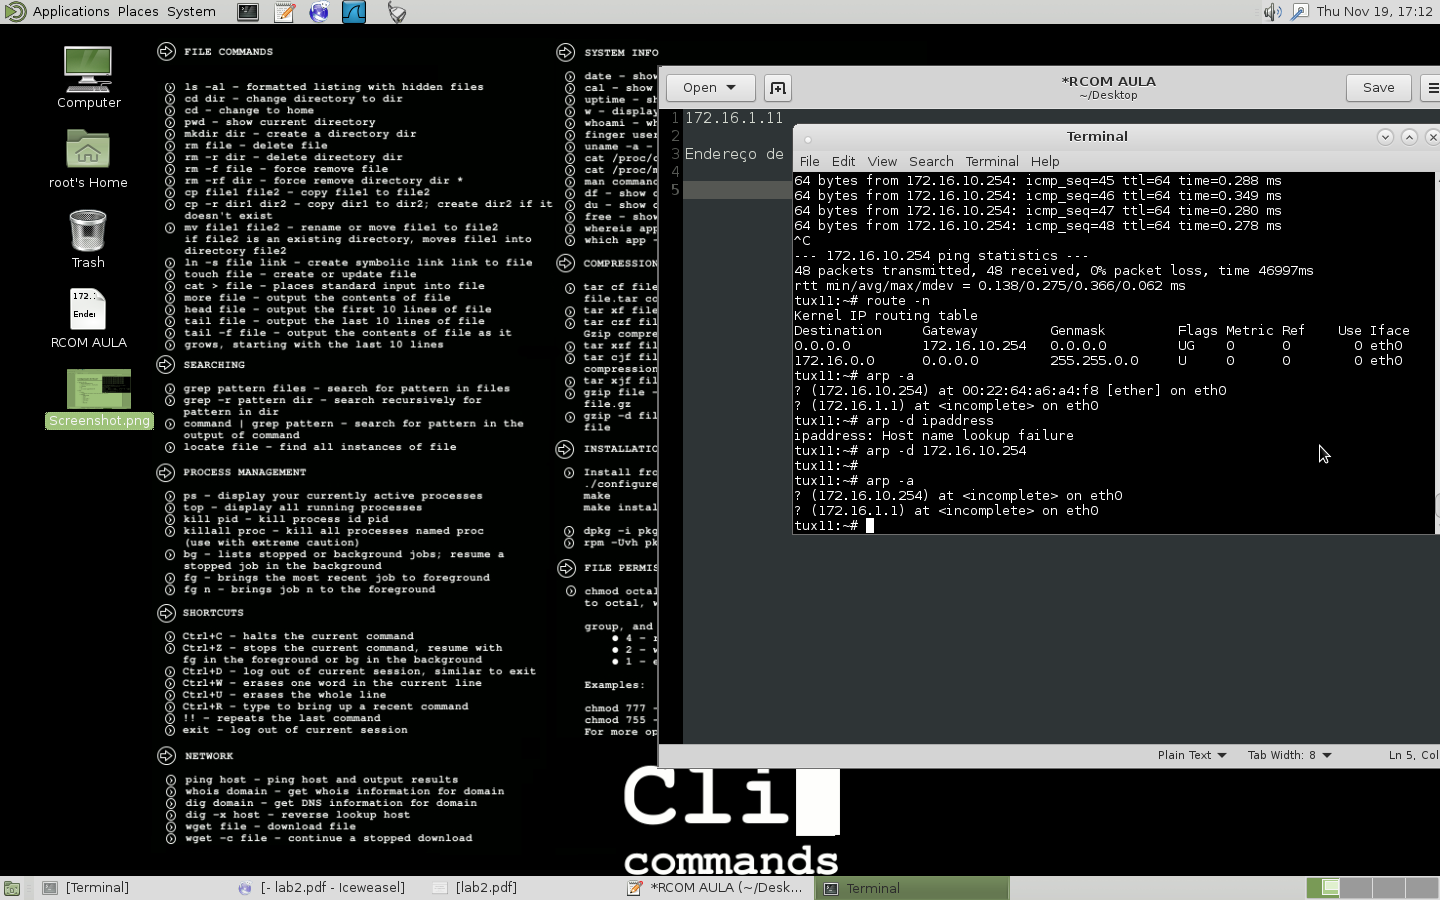 Applications Places System
Thu Nov 19, 17:12
Computer
root's Home
Trash
172.
Ender
RCOM AULA
Screenshot.png
FILE COMMANDS
ls -al - formatted listing with hidden files
cd dir - change directory to dir
cd - change to home
pwd - show current directory
mkdir dir - create a directory dir
rm file - delete file
rm -r dir - delete directory dir
rm -f file - force remove file
rm -rf dir - force remove directory dir *
cp file1 file2 - copy file1 to file2
cp -r dir1 dir2 - copy dir1 to dir2; create dir2 if it
doesn't exist
mv file1 file2 - rename or move file1 to file2
if file2 is an existing directory, moves file1 into
directory file2
ln -s file link - create symbolic link link to file
touch file - create or update file
cat > file - places standard input into file
more file - output the contents of file
head file - output the first 10 lines of file
tail file - output the last 10 lines of file
tail -f file - output the contents of file as it
grows, starting with the last 10 lines
SEARCHING
grep pattern files - search for pattern in files
grep -r pattern dir - search recursively for
pattern in dir
command | grep pattern - search for pattern in the
output of command
locate file - find all instances of file
PROCESS MANAGEMENT
ps - display your currently active processes
top - display all running processes
kill pid - kill process id pid
killall proc - kill all processes named proc
(use with extreme caution)
bg - lists stopped or background jobs; resume a
stopped job in the background
fg - brings the most recent job to foreground
fg n - brings job n to the foreground
SHORTCUTS
Ctrl+C - halts the current command
Ctrl+Z - stops the current command, resume with
fg in the foreground or bg in the background
Ctrl+D - log out of current session, similar to exit
Ctrl+W - erases one word in the current line
Ctrl+U - erases the whole line
Ctrl+R - type to bring up a recent command
!! - repeats the last command
exit - log out of current session
NETWORK
ping host - ping host and output results
whois domain - get whois information for domain
dig domain - get DNS information for domain
dig -x host - reverse lookup host
wget file - download file
wget -c file - continue a stopped download
SYSTEM INFO
date - show
cal - show
uptime - sh
w - display
whoami - wh
finger user
uname -a -
cat /proc/c
cat /proc/m
man command
df - show d
du - show d
free - show
whereis app
which app -
COMPRESSION
tar cf file
file.tar co
tar xf file
tar czf fil
Gzip compre
tar xzf fil
tar cjf fil
compression
tar xjf fil
gzip file -
file.gz
gzip -d fil
file
INSTALLATIO
Install fro
./configure
make
make instal
dpkg -i pkg
rpm -Uvh pk
FILE PERMIS
chmod octal
to octal, w
group, and
4 - r
2 - w
1 - e
Examples:
chmod 777 -
chmod 755 -
For more op
Cli
commands
Open
*RCOM AULA
~/Desktop
Save
1 172.16.1.11
2
3 Endereço de
4
5
Plain Text Tab Width: 8 Ln 5, Col
Terminal
File Edit View Search Terminal Help
64 bytes from 172.16.10.254: icmp_seq=45 ttl=64 time=0.288 ms
64 bytes from 172.16.10.254: icmp_seq=46 ttl=64 time=0.349 ms
64 bytes from 172.16.10.254: icmp_seq=47 ttl=64 time=0.280 ms
64 bytes from 172.16.10.254: icmp_seq=48 ttl=64 time=0.278 ms
^C
--- 172.16.10.254 ping statistics ---
48 packets transmitted, 48 received, 0% packet loss, time 46997ms
rtt min/avg/max/mdev = 0.138/0.275/0.366/0.062 ms
tux11:~# route -n
Kernel IP routing table
Destination Gateway Genmask Flags Metric Ref Use Iface
0.0.0.0 172.16.10.254 0.0.0.0 UG 0 0 0 eth0
172.16.0.0 0.0.0.0 255.255.0.0 U 0 0 0 eth0
tux11:~# arp -a
? (172.16.10.254) at 00:22:64:a6:a4:f8 [ether] on eth0
? (172.16.1.1) at <incomplete> on eth0
tux11:~# arp -d ipaddress
ipaddress: Host name lookup failure
tux11:~# arp -d 172.16.10.254
tux11:~#
tux11:~# arp -a
? (172.16.10.254) at <incomplete> on eth0
? (172.16.1.1) at <incomplete> on eth0
tux11:~#
[Terminal] [- lab2.pdf - Iceweasel] [lab2.pdf] *RCOM AULA (~/Desk... Terminal